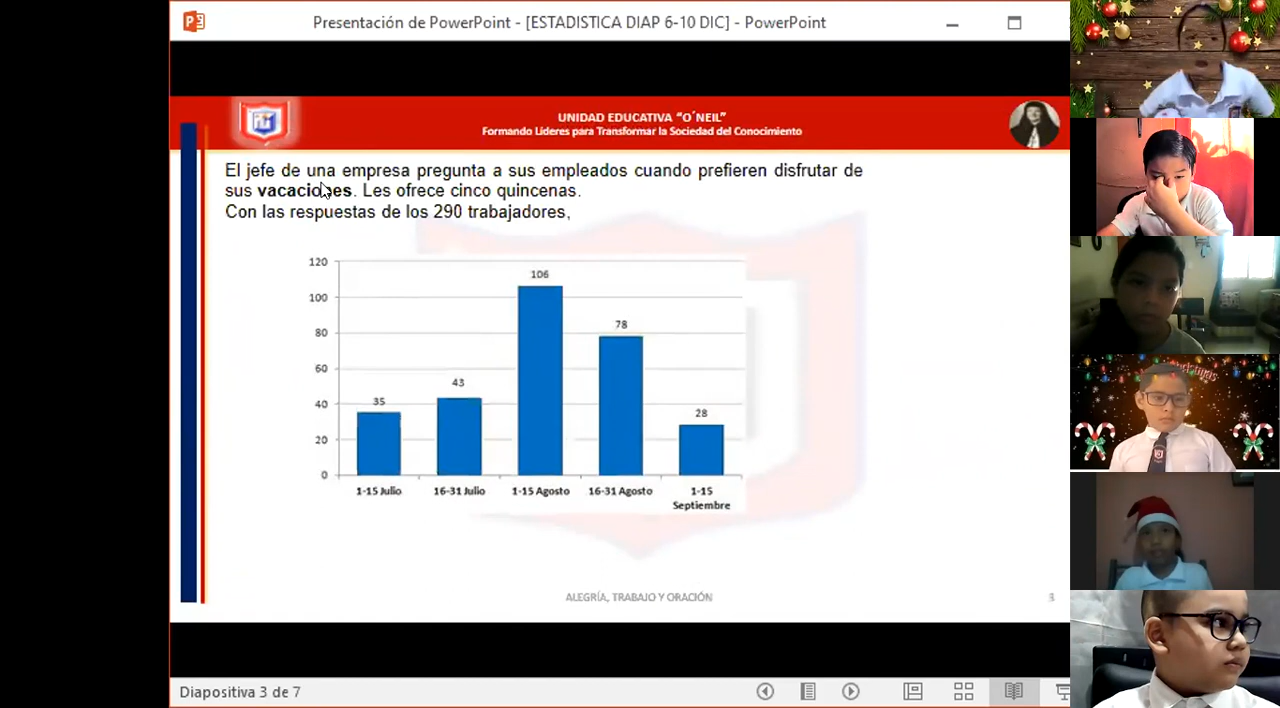 Presentación de PowerPoint - [ESTADISTICA DIAP 6-10 DIC] - PowerPoint
UNIDAD EDUCATIVA “O´NEIL”
Formando Líderes para Transformar la Sociedad del Conocimiento
El jefe de una empresa pregunta a sus empleados cuando prefieren disfrutar de
sus vacaciones. Les ofrece cinco quincenas.
Con las respuestas de los 290 trabajadores,
120
100
80
60
40
20
0
35
43
106
78
28
1-15 Julio
16-31 Julio
1-15 Agosto
16-31 Agosto
1-15
Septiembre
ALEGRÍA, TRABAJO Y ORACIÓN
3
Diapositiva 3 de 7